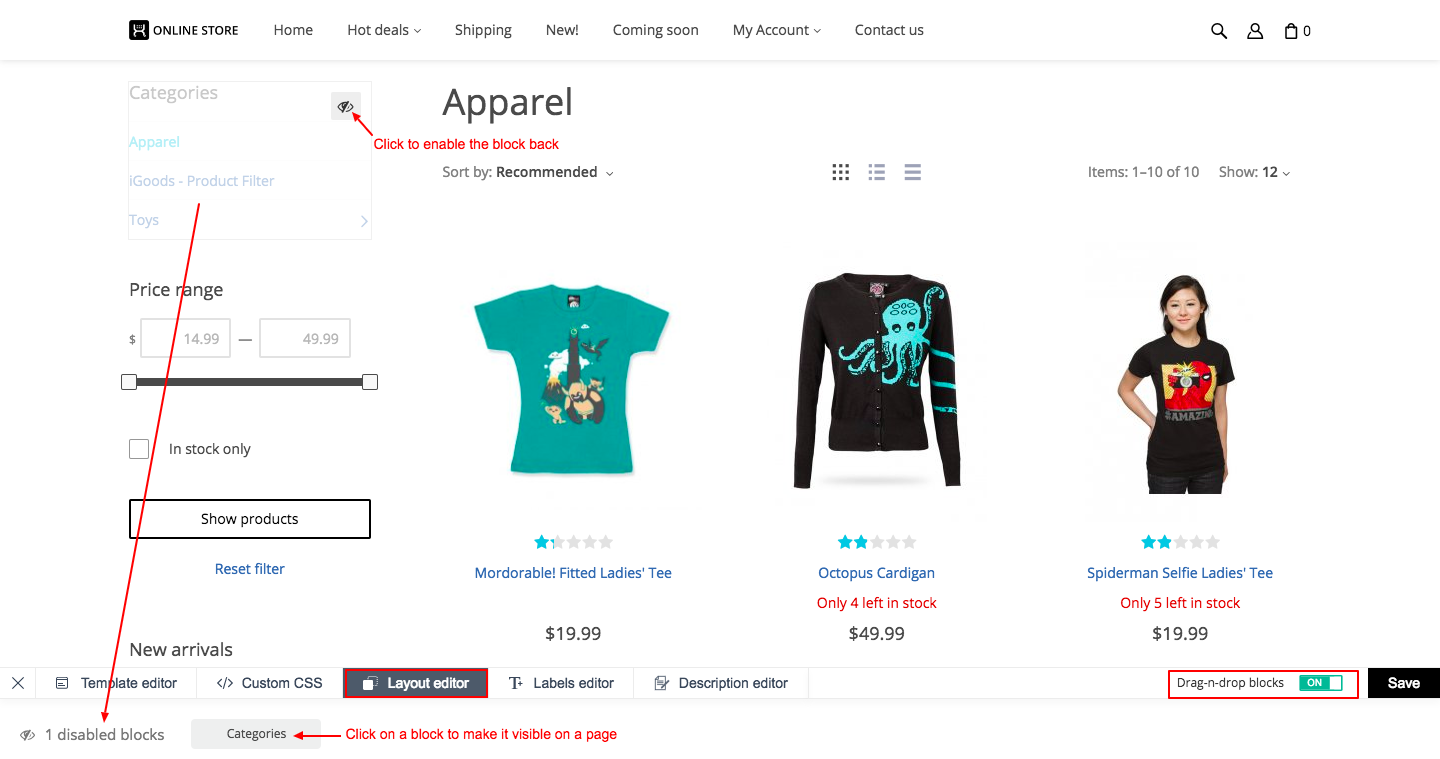 ONLINE STORE
Home
Hot deals
Shipping
New!
Coming soon
My Account
Contact us
0
Categories
Apparel
iGoods - Product Filter
Toys
Click to enable the block back
Apparel
Sort by: Recommended
Items: 1–10 of 10
Show: 12
Price range
$ 14.99 — 49.99
In stock only
Show products
Reset filter
New arrivals
#AMAZING
Mordorable! Fitted Ladies' Tee
$19.99
Octopus Cardigan
Only 4 left in stock
$49.99
Spiderman Selfie Ladies' Tee
Only 5 left in stock
$19.99
Template editor
Custom CSS
Layout editor
Labels editor
Description editor
Drag-n-drop blocks ON
Save
1 disabled blocks
Categories
Click on a block to make it visible on a page